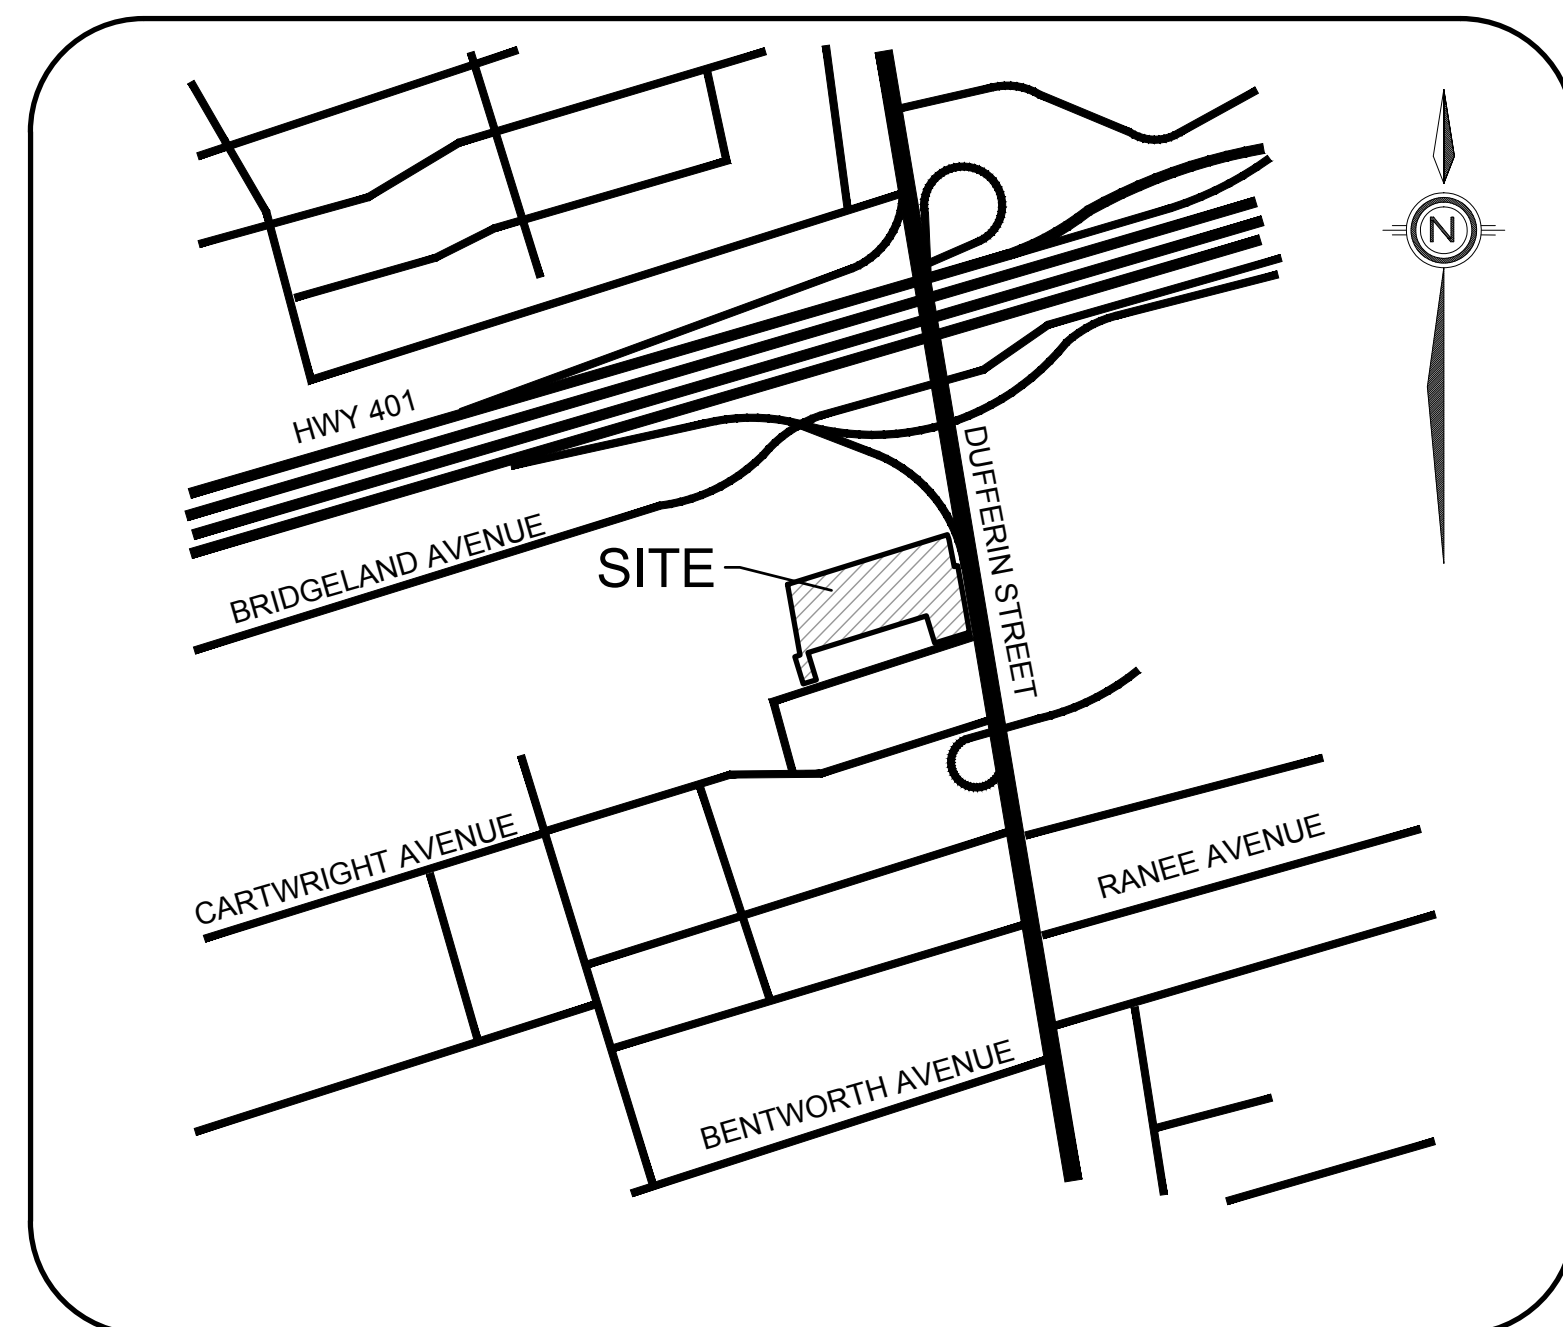 N
HWY 401
DUFFERIN STREET
BRIDGELAND AVENUE
SITE
CARTWRIGHT AVENUE
RANEE AVENUE
BENTWORTH AVENUE